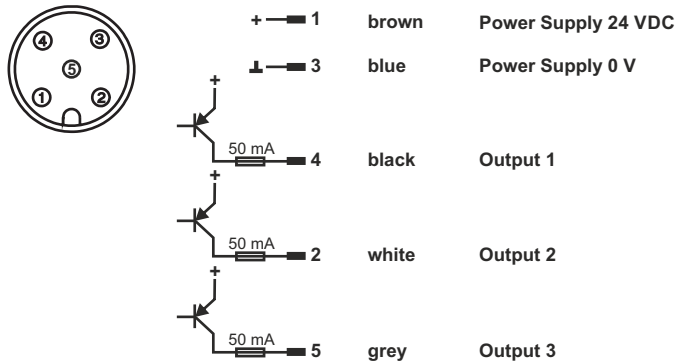 4 3
5
1 2
+ 1 brown Power Supply 24 VDC
⊥ 3 blue Power Supply 0 V
+
50 mA 4 black Output 1
+
50 mA 2 white Output 2
+
50 mA 5 grey Output 3